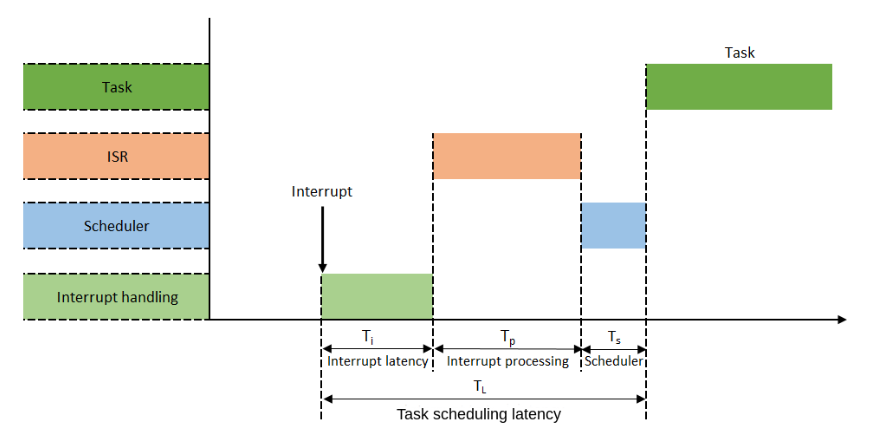 Task
Task
ISR
Interrupt
Scheduler
Interrupt handling
Ti
Tp
Ts
Interrupt latency
Interrupt processing
Scheduler
TL
Task scheduling latency